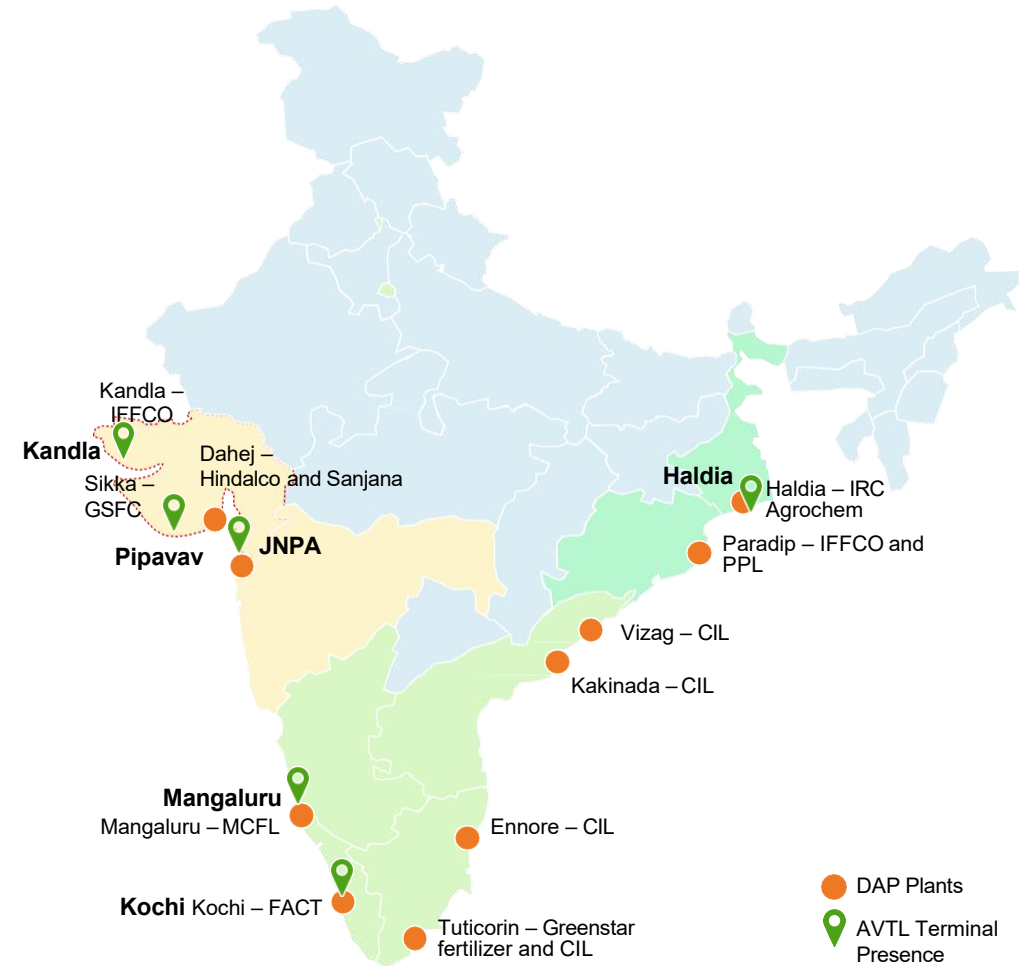 Kandla –
IFFCO
Kandla
Dahej –
Hindalco and Sanjana
Sikka –
GSFC
Pipavav
JNPA
Haldia
Haldia – IRC
Agrochem
Paradip – IFFCO and
PPL
Vizag – CIL
Kakinada – CIL
Mangaluru
Mangaluru – MCFL
Ennore – CIL
Kochi Kochi – FACT
Tuticorin – Greenstar
fertilizer and CIL
DAP Plants
AVTL Terminal
Presence